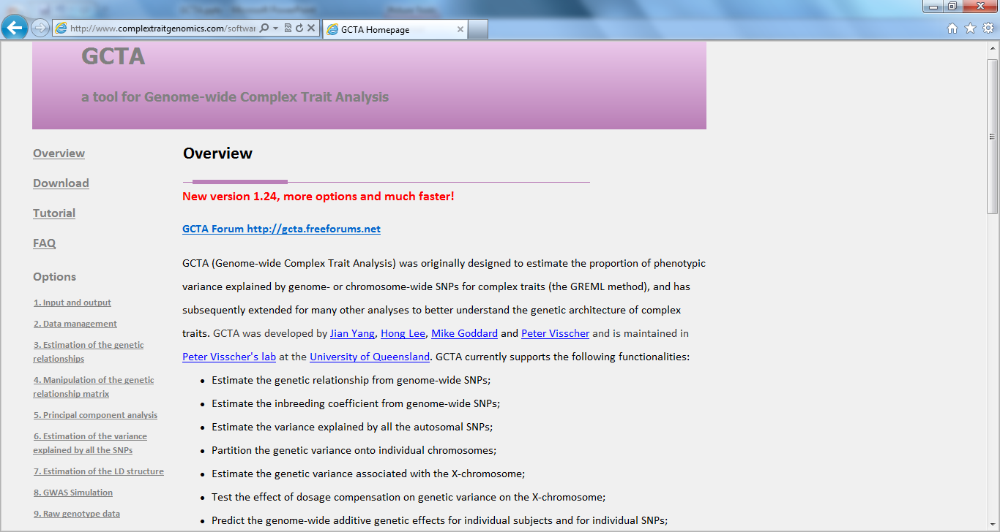 http://www.complextraitgenomics.com/softwar
GCTA Homepage
GCTA
a tool for Genome-wide Complex Trait Analysis
Overview
Download
Tutorial
FAQ
Options
1. Input and output
2. Data management
3. Estimation of the genetic
relationships
4. Manipulation of the genetic
relationship matrix
5. Principal component analysis
6. Estimation of the variance
explained by all the SNPs
7. Estimation of the LD structure
8. GWAS Simulation
9. Raw genotype data
Overview
New version 1.24, more options and much faster!
GCTA Forum http://gcta.freeforums.net
GCTA (Genome-wide Complex Trait Analysis) was originally designed to estimate the proportion of phenotypic
variance explained by genome- or chromosome-wide SNPs for complex traits (the GREML method), and has
subsequently extended for many other analyses to better understand the genetic architecture of complex
traits. GCTA was developed by Jian Yang, Hong Lee, Mike Goddard and Peter Visscher and is maintained in
Peter Visscher's lab at the University of Queensland. GCTA currently supports the following functionalities:
• Estimate the genetic relationship from genome-wide SNPs;
• Estimate the inbreeding coefficient from genome-wide SNPs;
• Estimate the variance explained by all the autosomal SNPs;
• Partition the genetic variance onto individual chromosomes;
• Estimate the genetic variance associated with the X-chromosome;
• Test the effect of dosage compensation on genetic variance on the X-chromosome;
• Predict the genome-wide additive genetic effects for individual subjects and for individual SNPs;